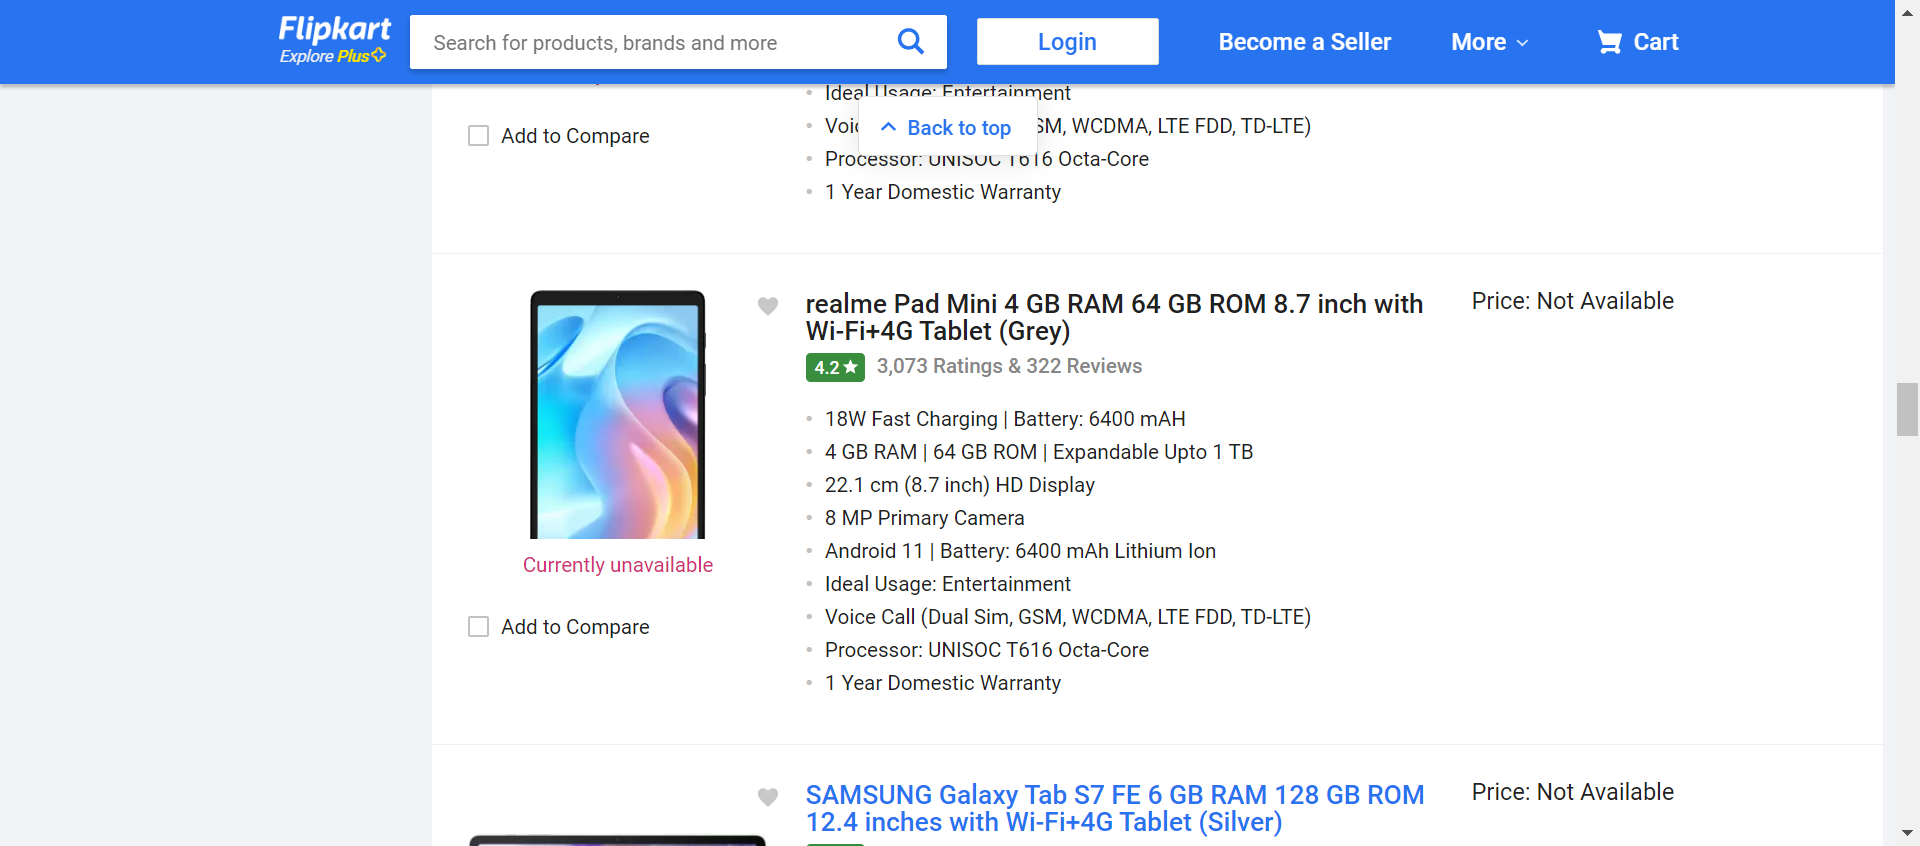 Flipkart
Explore Plus
Search for products, brands and more
Login
Become a Seller
More
Cart
Ideal Usage: Entertainment
Back to top
SM, WCDMA, LTE FDD, TD-LTE)
Add to Compare
Processor: UNISOC T616 Octa-Core
1 Year Domestic Warranty
realme Pad Mini 4 GB RAM 64 GB ROM 8.7 inch with
Wi-Fi+4G Tablet (Grey)
Price: Not Available
4.2
3,073 Ratings & 322 Reviews
18W Fast Charging | Battery: 6400 mAH
4 GB RAM | 64 GB ROM | Expandable Upto 1 TB
22.1 cm (8.7 inch) HD Display
8 MP Primary Camera
Android 11 | Battery: 6400 mAh Lithium Ion
Currently unavailable
Ideal Usage: Entertainment
Voice Call (Dual Sim, GSM, WCDMA, LTE FDD, TD-LTE)
Add to Compare
Processor: UNISOC T616 Octa-Core
1 Year Domestic Warranty
SAMSUNG Galaxy Tab S7 FE 6 GB RAM 128 GB ROM
12.4 inches with Wi-Fi+4G Tablet (Silver)
Price: Not Available